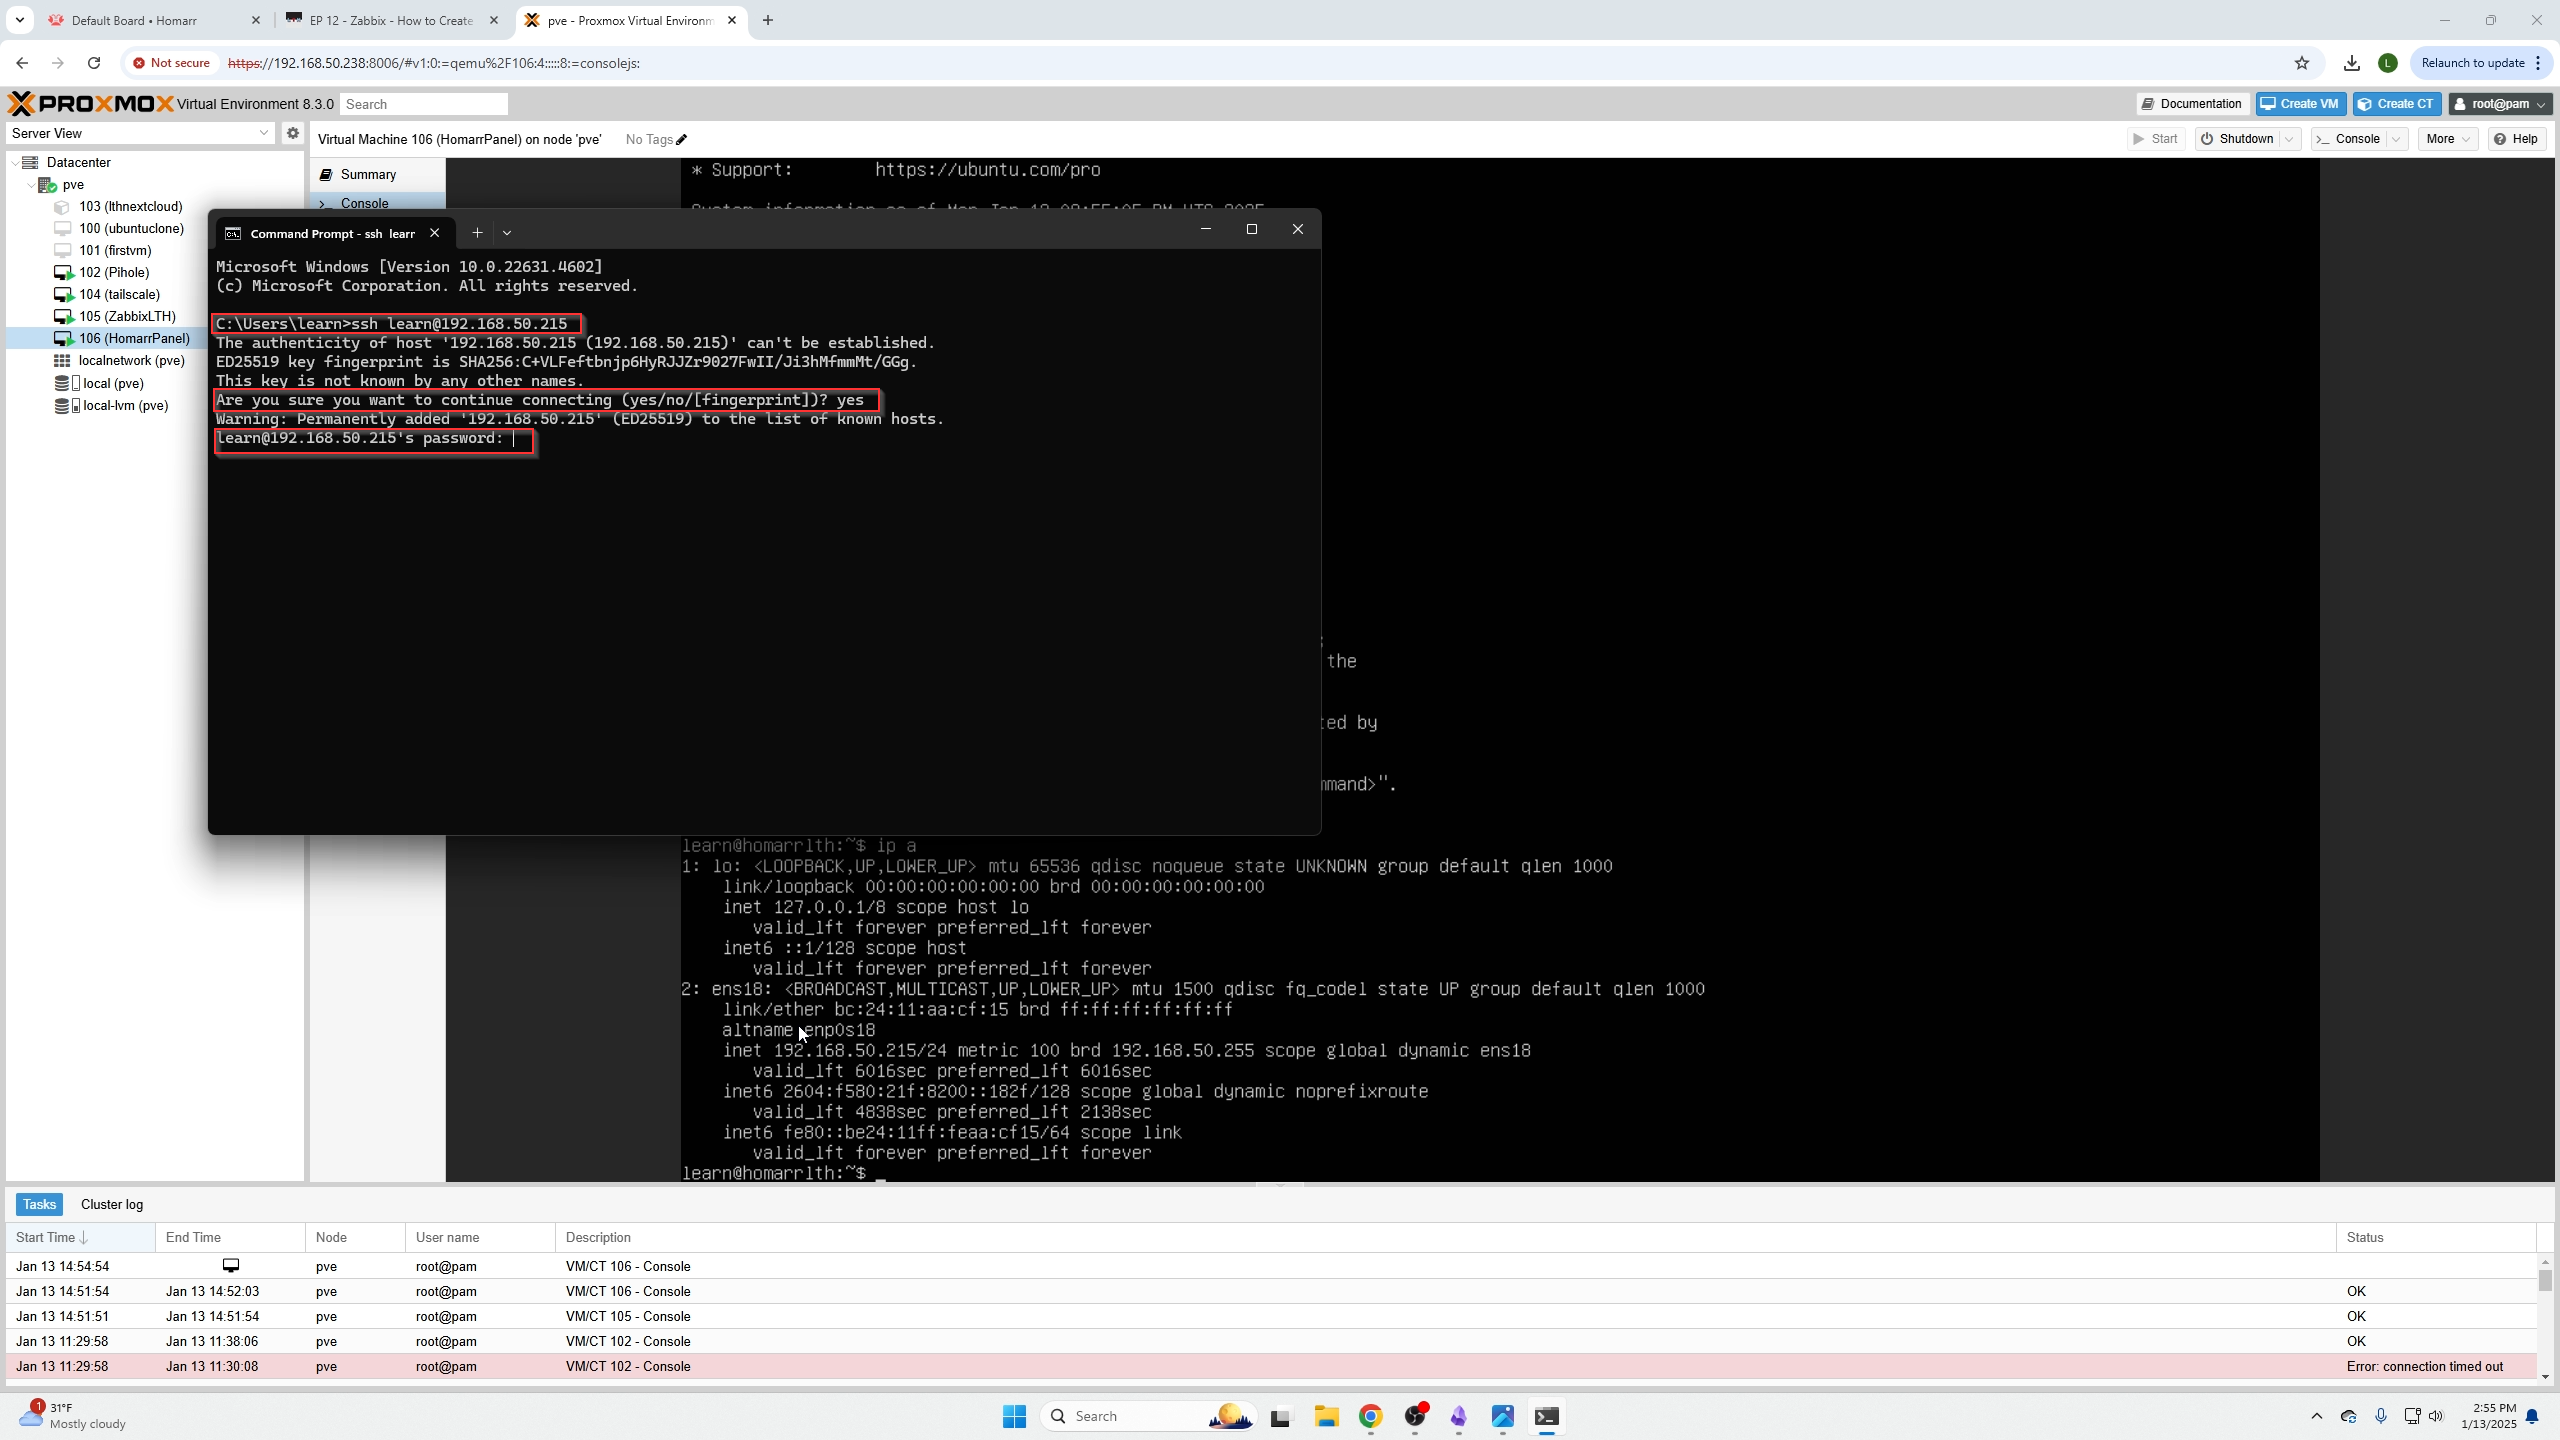 Default Board • Homarr
EP 12 - Zabbix - How to Create
pve - Proxmox Virtual Environm
Not secure
https://192.168.50.238:8006/#v1:0:=qemu%2F106:4:::::8:=consolejs:
L
Relaunch to update
PROXMOX Virtual Environment 8.3.0
Search
Documentation
Create VM
Create CT
root@pam
Server View
Virtual Machine 106 (HomarrPanel) on node 'pve'
No Tags
Start
Shutdown
Console
More
Help
Datacenter
pve
103 (lthnextcloud)
100 (ubuntuclone)
101 (firstvm)
102 (Pihole)
104 (tailscale)
105 (ZabbixLTH)
106 (HomarrPanel)
localnetwork (pve)
local (pve)
local-lvm (pve)
Summary
Console
* Support:        https://ubuntu.com/pro
Command Prompt - ssh  learn
Microsoft Windows [Version 10.0.22631.4602]
(c) Microsoft Corporation. All rights reserved.
C:\Users\learn>ssh learn@192.168.50.215
The authenticity of host '192.168.50.215 (192.168.50.215)' can't be established.
ED25519 key fingerprint is SHA256:C+VLFeftbnjp6HyRJJZr9027FwII/Ji3hMfmmMt/GGg.
This key is not known by any other names.
Are you sure you want to continue connecting (yes/no/[fingerprint])? yes
Warning: Permanently added '192.168.50.215' (ED25519) to the list of known hosts.
learn@192.168.50.215's password:
the
ted by
mmand>".
learn@homarrlth:~$ ip a
1: lo: <LOOPBACK,UP,LOWER_UP> mtu 65536 qdisc noqueue state UNKNOWN group default qlen 1000
link/loopback 00:00:00:00:00:00 brd 00:00:00:00:00:00
inet 127.0.0.1/8 scope host lo
valid_lft forever preferred_lft forever
inet6 ::1/128 scope host
valid_lft forever preferred_lft forever
2: ens18: <BROADCAST,MULTICAST,UP,LOWER_UP> mtu 1500 qdisc fq_codel state UP group default qlen 1000
link/ether bc:24:11:aa:cf:15 brd ff:ff:ff:ff:ff:ff
altname enp0s18
inet 192.168.50.215/24 metric 100 brd 192.168.50.255 scope global dynamic ens18
valid_lft 6016sec preferred_lft 6016sec
inet6 2604:f580:21f:8200::182f/128 scope global dynamic noprefixroute
valid_lft 4838sec preferred_lft 2138sec
inet6 fe80::be24:11ff:feaa:cf15/64 scope link
valid_lft forever preferred_lft forever
learn@homarrlth:~$ _
Tasks
Cluster log
Start Time
End Time
Node
User name
Description
Status
Jan 13 14:54:54 pve root@pam VM/CT 106 - Console
Jan 13 14:51:54 Jan 13 14:52:03 pve root@pam VM/CT 106 - Console OK
Jan 13 14:51:51 Jan 13 14:51:54 pve root@pam VM/CT 105 - Console OK
Jan 13 11:29:58 Jan 13 11:38:06 pve root@pam VM/CT 102 - Console OK
Jan 13 11:29:58 Jan 13 11:30:08 pve root@pam VM/CT 102 - Console Error: connection timed out
1
31°F
Mostly cloudy
Search
2:55 PM
1/13/2025